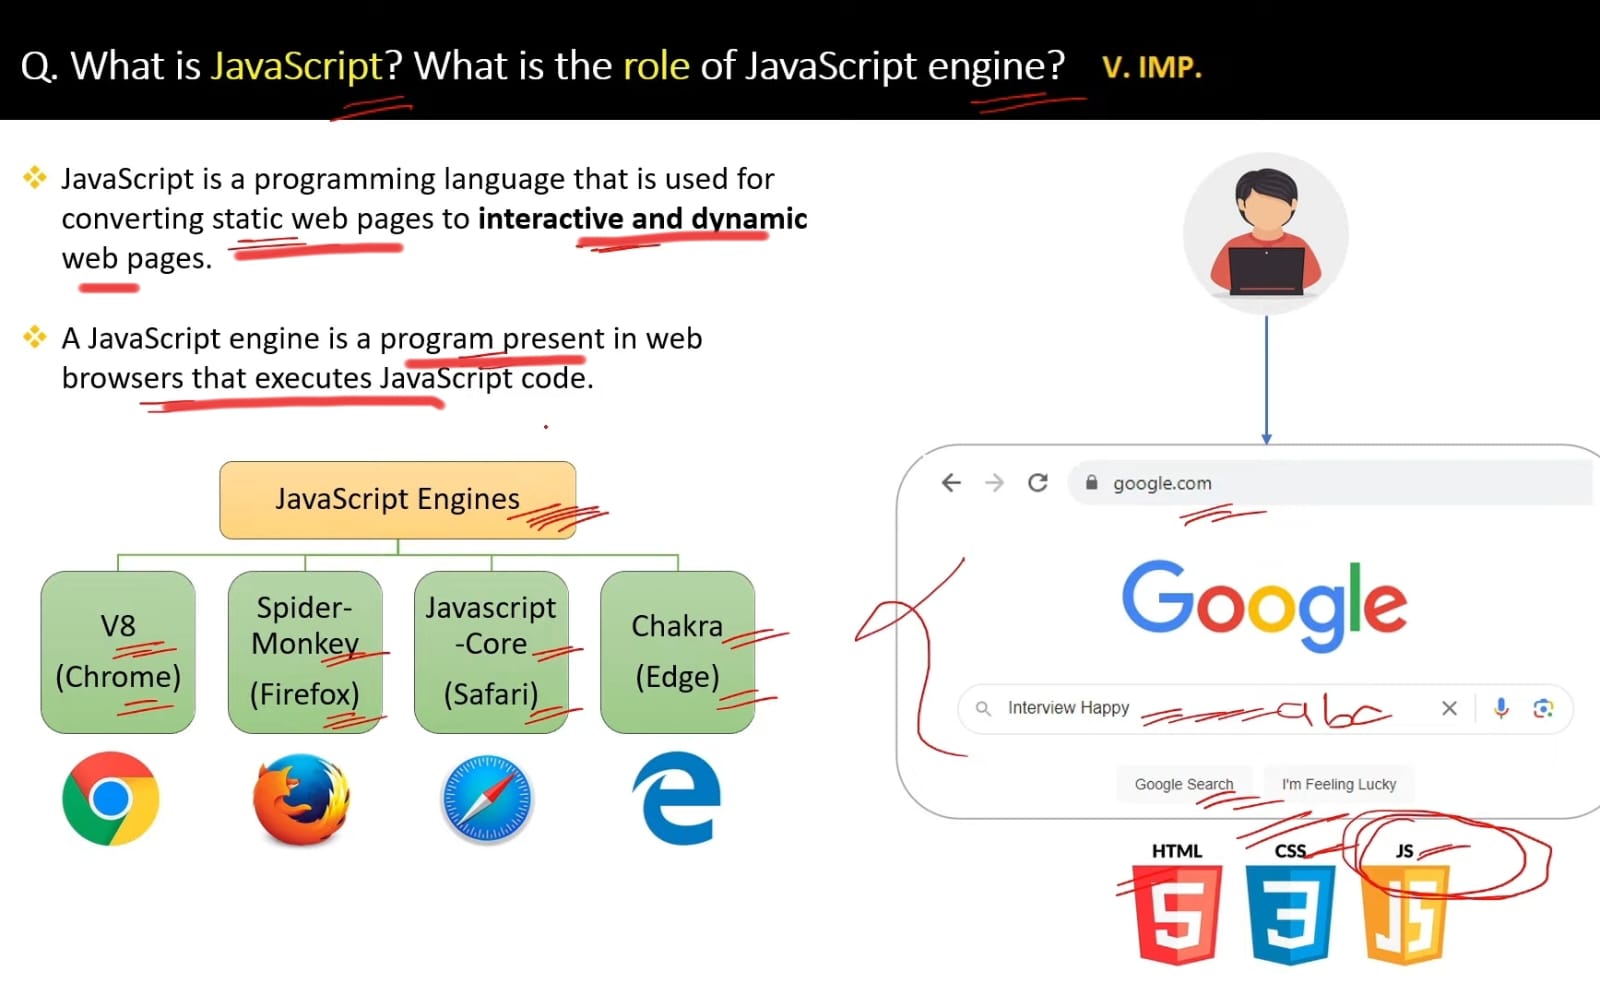 Q. What is JavaScript? What is the role of JavaScript engine? V. IMP.
JavaScript is a programming language that is used for
converting static web pages to interactive and dynamic
web pages.
A JavaScript engine is a program present in web
browsers that executes JavaScript code.
JavaScript Engines
V8
(Chrome)
Spider-
Monkey
(Firefox)
Javascript
-Core
(Safari)
Chakra
(Edge)
google.com
Google
Interview Happy abc
Google Search I'm Feeling Lucky
HTML CSS JS
5 3 JS